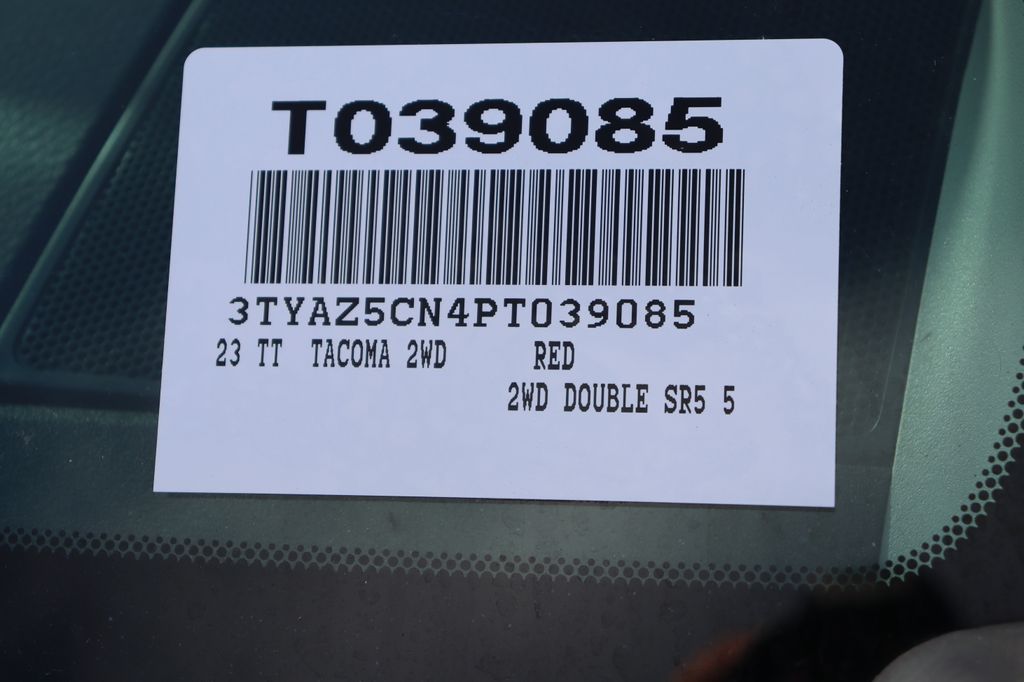 T039085
3TYAZ5CN4PT039085
23 TT TACOMA 2WD RED
2WD DOUBLE SR5 5